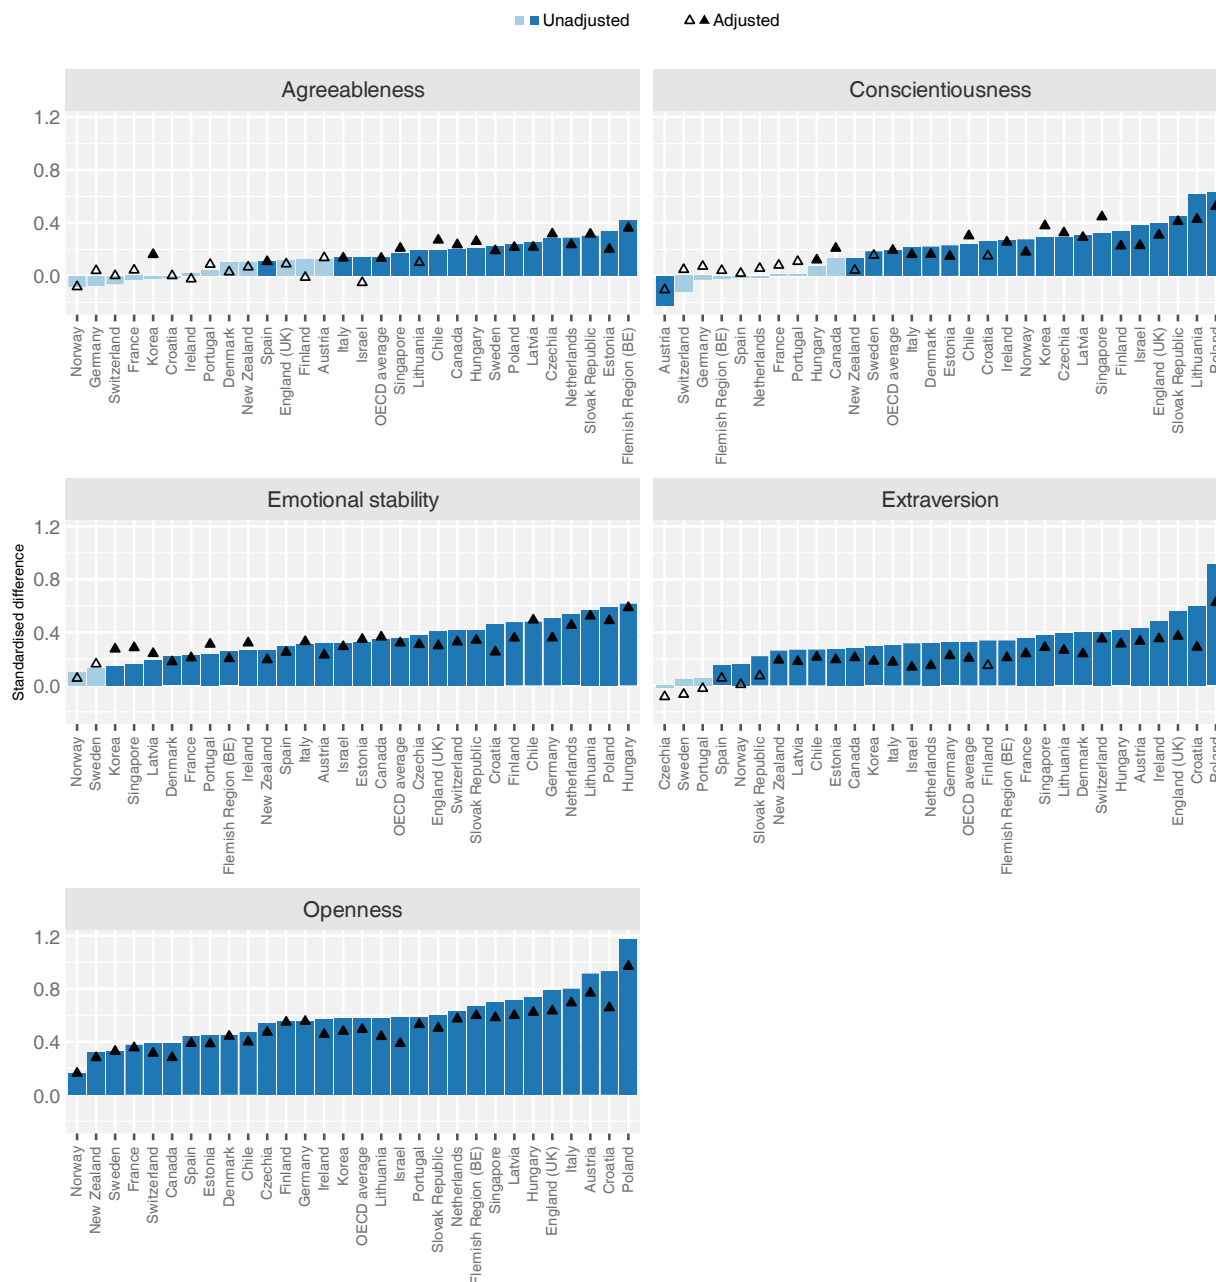 Unadjusted
Adjusted
Agreeableness
1.2
0.8
0.4
0.0
Norway
Germany
Switzerland
France
Korea
Croatia
Ireland
Portugal
Denmark
New Zealand
Spain
England (UK)
Finland
Austria
Italy
Israel
OECD average
Singapore
Lithuania
Chile
Canada
Hungary
Sweden
Poland
Latvia
Czechia
Netherlands
Slovak Republic
Estonia
Flemish Region (BE)
Conscientiousness
Austria
Switzerland
Germany
Flemish Region (BE)
Spain
Netherlands
France
Portugal
Hungary
Canada
New Zealand
Sweden
OECD average
Italy
Denmark
Estonia
Chile
Croatia
Ireland
Norway
Korea
Czechia
Latvia
Singapore
Finland
Israel
England (UK)
Slovak Republic
Lithuania
Poland
Standardised difference
Emotional stability
1.2
0.8
0.4
0.0
Norway
Sweden
Korea
Singapore
Latvia
Denmark
France
Portugal
Flemish Region (BE)
Ireland
New Zealand
Spain
Italy
Austria
Israel
Estonia
Canada
OECD average
Czechia
England (UK)
Switzerland
Slovak Republic
Croatia
Finland
Chile
Germany
Netherlands
Lithuania
Poland
Hungary
Extraversion
Czechia
Sweden
Portugal
Spain
Norway
Slovak Republic
New Zealand
Latvia
Chile
Estonia
Canada
Korea
Italy
Israel
Netherlands
Germany
OECD average
Finland
Flemish Region (BE)
France
Singapore
Lithuania
Denmark
Switzerland
Hungary
Austria
Ireland
England (UK)
Croatia
Poland
Openness
1.2
0.8
0.4
0.0
Norway
New Zealand
Sweden
France
Switzerland
Canada
Spain
Estonia
Denmark
Chile
Czechia
Finland
Germany
Ireland
Korea
OECD average
Lithuania
Israel
Portugal
Slovak Republic
Netherlands
Flemish Region (BE)
Singapore
Latvia
Hungary
England (UK)
Italy
Austria
Croatia
Poland